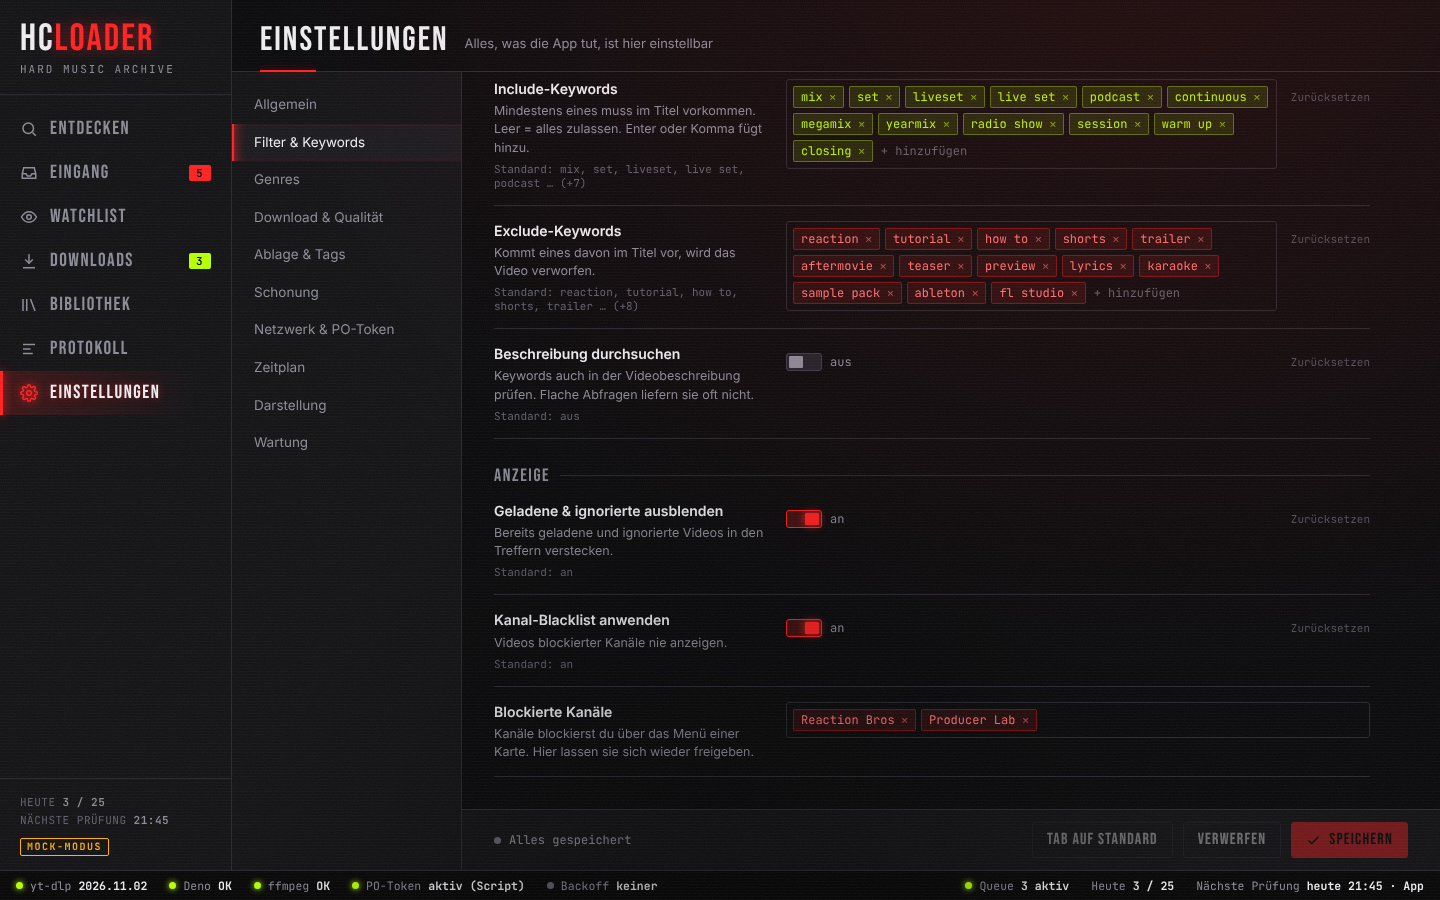 HCLOADER
HARD MUSIC ARCHIVE
ENTDECKEN
EINGANG 5
WATCHLIST
DOWNLOADS 3
BIBLIOTHEK
PROTOKOLL
EINSTELLUNGEN
HEUTE 3 / 25
NÄCHSTE PRÜFUNG 21:45
MOCK-MODUS
EINSTELLUNGEN Alles, was die App tut, ist hier einstellbar
Allgemein
Filter & Keywords
Genres
Download & Qualität
Ablage & Tags
Schonung
Netzwerk & PO-Token
Zeitplan
Darstellung
Wartung
Include-Keywords
Mindestens eines muss im Titel vorkommen.
Leer = alles zulassen. Enter oder Komma fügt
hinzu.
Standard: mix, set, liveset, live set,
podcast … (+7)
mix × set × liveset × live set × podcast × continuous ×
megamix × yearmix × radio show × session × warm up ×
closing × + hinzufügen
Zurücksetzen
Exclude-Keywords
Kommt eines davon im Titel vor, wird das
Video verworfen.
Standard: reaction, tutorial, how to,
shorts, trailer … (+8)
reaction × tutorial × how to × shorts × trailer ×
aftermovie × teaser × preview × lyrics × karaoke ×
sample pack × ableton × fl studio × + hinzufügen
Zurücksetzen
Beschreibung durchsuchen
Keywords auch in der Videobeschreibung
prüfen. Flache Abfragen liefern sie oft nicht.
Standard: aus
aus
Zurücksetzen
ANZEIGE
Geladene & ignorierte ausblenden
Bereits geladene und ignorierte Videos in den
Treffern verstecken.
Standard: an
an
Zurücksetzen
Kanal-Blacklist anwenden
Videos blockierter Kanäle nie anzeigen.
Standard: an
an
Zurücksetzen
Blockierte Kanäle
Kanäle blockierst du über das Menü einer
Karte. Hier lassen sie sich wieder freigeben.
Reaction Bros × Producer Lab ×
Alles gespeichert
TAB AUF STANDARD
VERWERFEN
SPEICHERN
yt-dlp 2026.11.02 Deno OK ffmpeg OK PO-Token aktiv (Script) Backoff keiner Queue 3 aktiv Heute 3 / 25 Nächste Prüfung heute 21:45 · App